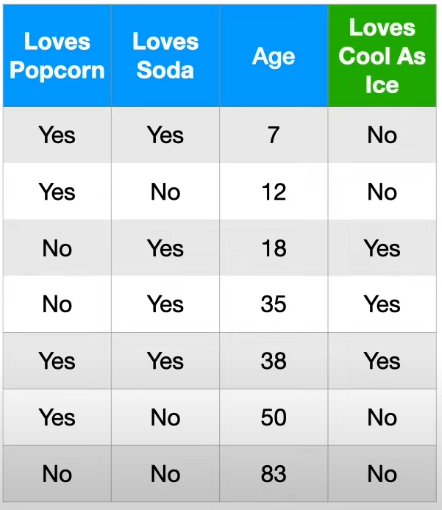 Loves Popcorn | Loves Soda | Age | Loves Cool As Ice
Yes | Yes | 7 | No
Yes | No | 12 | No
No | Yes | 18 | Yes
No | Yes | 35 | Yes
Yes | Yes | 38 | Yes
Yes | No | 50 | No
No | No | 83 | No